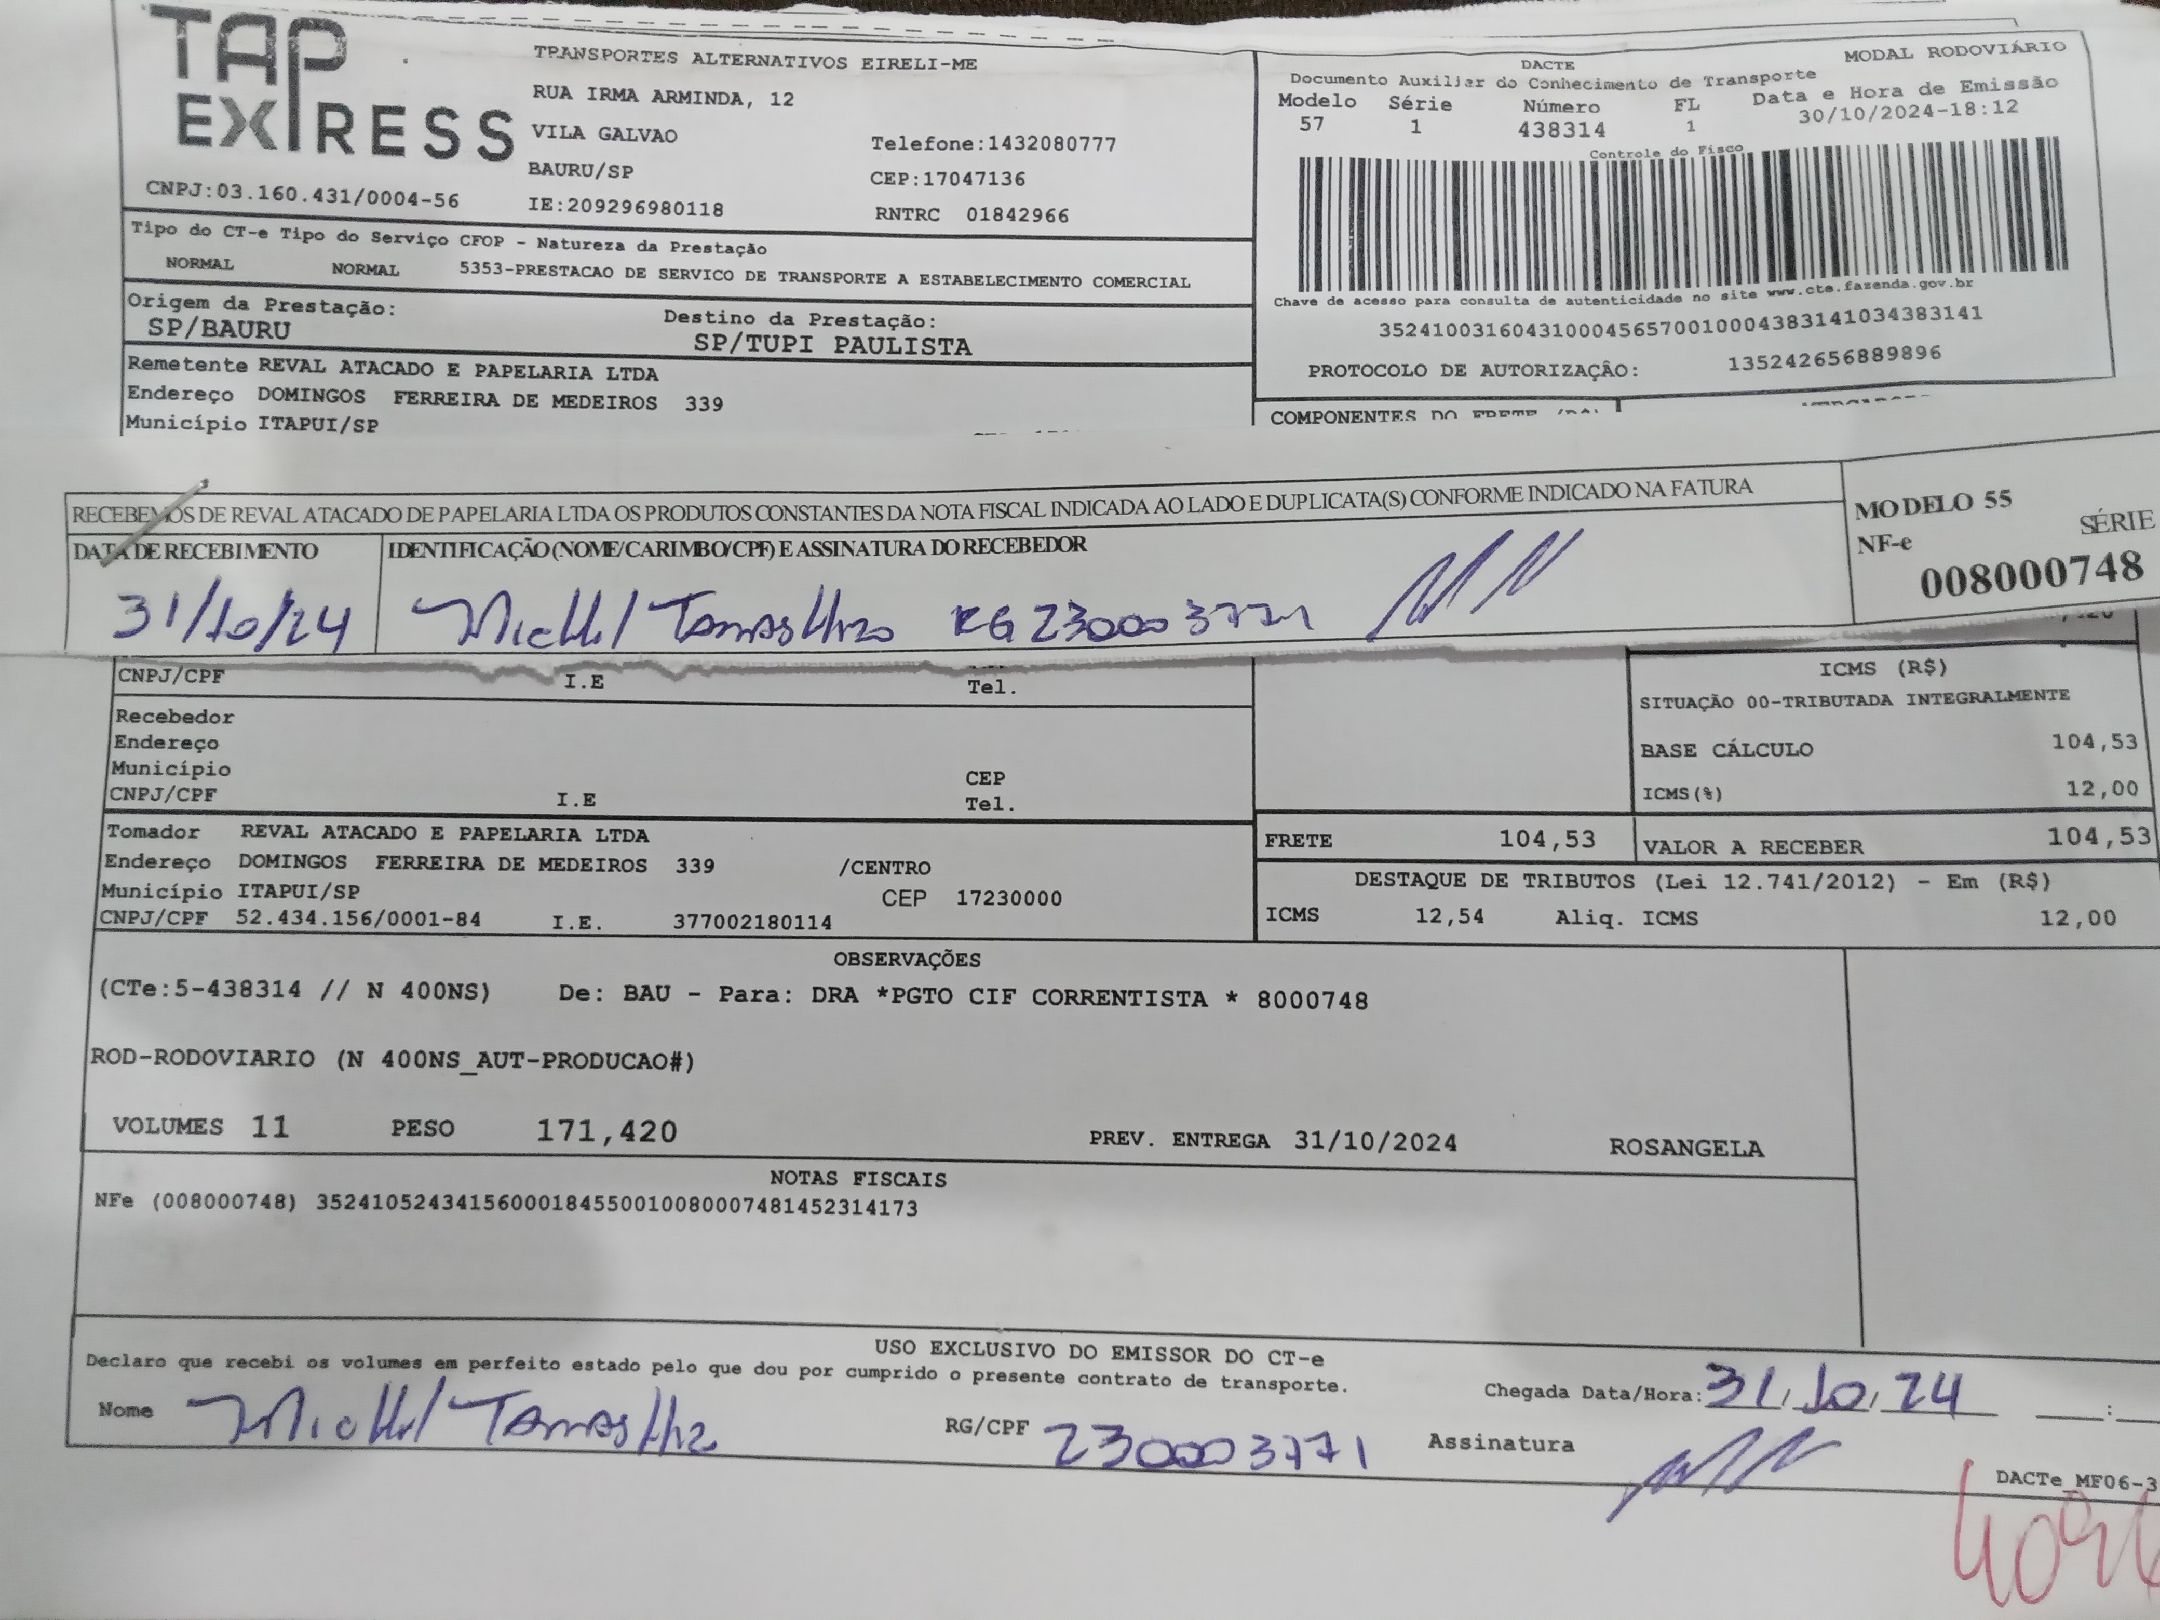 TAP EXPRESS
TRANSPORTES ALTERNATIVOS EIRELI-ME
RUA IRMA ARMINDA, 12
VILA GALVAO
Telefone:1432080777
BAURU/SP
CEP:17047136
CNPJ:03.160.431/0004-56
IE:209296980118
RNTRC 01842966
DACTE
MODAL RODOVIÁRIO
Documento Auxiliar do Conhecimento de Transporte
Modelo Série Número FL Data e Hora de Emissão
57 1 438314 1 30/10/2024-18:12
Controle do Fisco
Chave de acesso para consulta de autenticidade no site www.cte.fazenda.gov.br
35241003160431000456570010004383141034383141
PROTOCOLO DE AUTORIZAÇÂO: 135242656889896
Tipo do CT-e Tipo do Serviço CFOP - Natureza da Prestação
NORMAL NORMAL 5353-PRESTACAO DE SERVICO DE TRANSPORTE A ESTABELECIMENTO COMERCIAL
Origem da Prestação: Destino da Prestação:
SP/BAURU SP/TUPI PAULISTA
Remetente REVAL ATACADO E PAPELARIA LTDA
Endereço DOMINGOS FERREIRA DE MEDEIROS 339
Município ITAPUI/SP
COMPONENTES DO FRETE
RECEBEMOS DE REVAL ATACADO DE PAPELARIA LTDA OS PRODUTOS CONSTANTES DA NOTA FISCAL INDICADA AO LADO E DUPLICATA(S) CONFORME INDICADO NA FATURA
MODELO 55
SÉRIE
NF-e
008000748
DATA DE RECEBIMENTO IDENTIFICAÇÃO (NOME/CARIMBO/CPF) E ASSINATURA DO RECEBEDOR
31/10/24 RG 230003771
CNPJ/CPF I.E Tel.
Recebedor
Endereço
Município CEP
CNPJ/CPF I.E Tel.
ICMS (R$)
SITUAÇÃO 00-TRIBUTADA INTEGRALMENTE
BASE CÁLCULO 104,53
ICMS(%) 12,00
Tomador REVAL ATACADO E PAPELARIA LTDA
Endereço DOMINGOS FERREIRA DE MEDEIROS 339 /CENTRO
Município ITAPUI/SP CEP 17230000
CNPJ/CPF 52.434.156/0001-84 I.E. 377002180114
FRETE 104,53 VALOR A RECEBER 104,53
DESTAQUE DE TRIBUTOS (Lei 12.741/2012) - Em (R$)
ICMS 12,54 Aliq. ICMS 12,00
OBSERVAÇÕES
(CTe:5-438314 // N 400NS) De: BAU - Para: DRA *PGTO CIF CORRENTISTA * 8000748
ROD-RODOVIARIO (N 400NS_AUT-PRODUCAO#)
VOLUMES 11 PESO 171,420 PREV. ENTREGA 31/10/2024 ROSANGELA
NOTAS FISCAIS
NFe (008000748) 35241052434156000184550010080007481452314173
USO EXCLUSIVO DO EMISSOR DO CT-e
Declaro que recebi os volumes em perfeito estado pelo que dou por cumprido o presente contrato de transporte.
Chegada Data/Hora: 31/10/24
Nome RG/CPF 230003771 Assinatura
DACTe_MF06-3